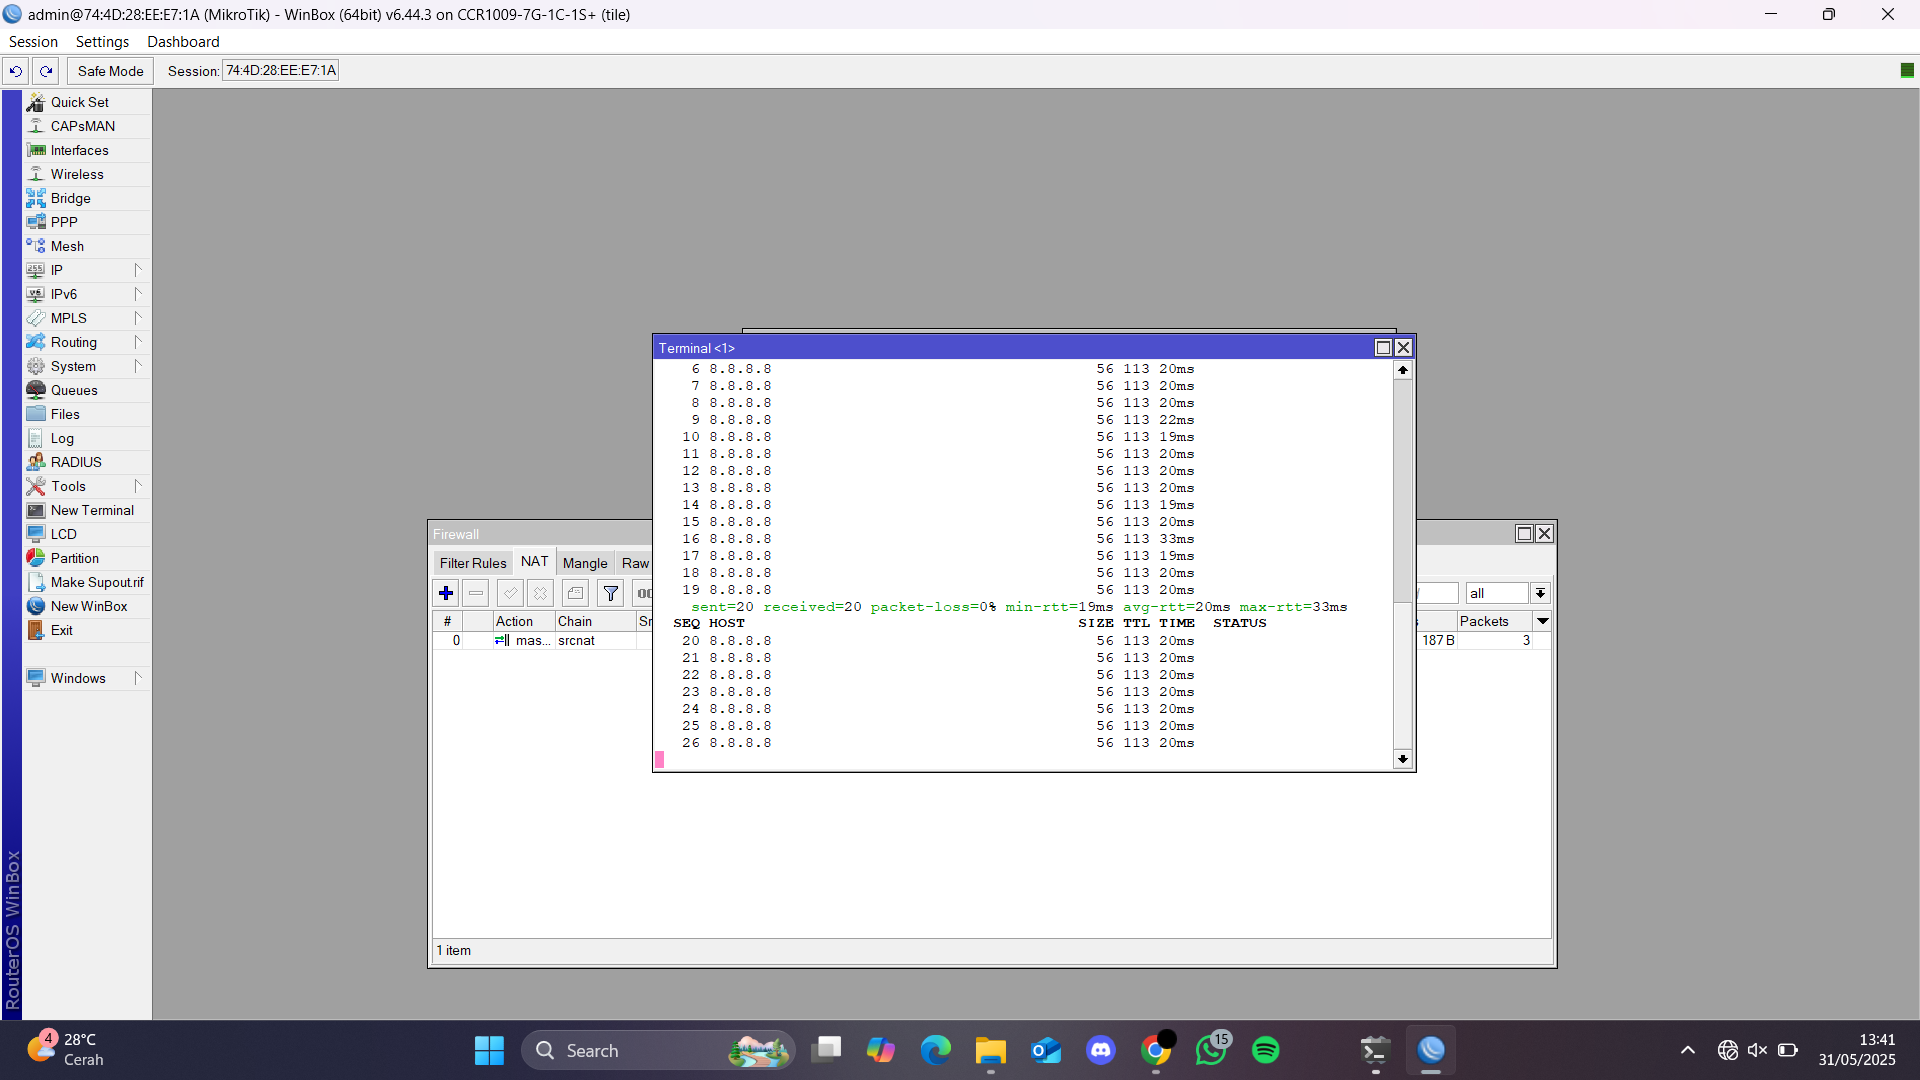 admin@74:4D:28:EE:E7:1A (MikroTik) - WinBox (64bit) v6.44.3 on CCR1009-7G-1C-1S+ (tile)
Session Settings Dashboard
Safe Mode Session: 74:4D:28:EE:E7:1A
Quick Set
CAPsMAN
Interfaces
Wireless
Bridge
PPP
Mesh
IP
IPv6
MPLS
Routing
System
Queues
Files
Log
RADIUS
Tools
New Terminal
LCD
Partition
Make Supout.rif
New WinBox
Exit
Windows
RouterOS WinBox
Terminal <1>
6 8.8.8.8 56 113 20ms
7 8.8.8.8 56 113 20ms
8 8.8.8.8 56 113 20ms
9 8.8.8.8 56 113 22ms
10 8.8.8.8 56 113 19ms
11 8.8.8.8 56 113 20ms
12 8.8.8.8 56 113 20ms
13 8.8.8.8 56 113 20ms
14 8.8.8.8 56 113 19ms
15 8.8.8.8 56 113 20ms
16 8.8.8.8 56 113 33ms
17 8.8.8.8 56 113 19ms
18 8.8.8.8 56 113 20ms
19 8.8.8.8 56 113 20ms
sent=20 received=20 packet-loss=0% min-rtt=19ms avg-rtt=20ms max-rtt=33ms
SEQ HOST SIZE TTL TIME STATUS
20 8.8.8.8 56 113 20ms
21 8.8.8.8 56 113 20ms
22 8.8.8.8 56 113 20ms
23 8.8.8.8 56 113 20ms
24 8.8.8.8 56 113 20ms
25 8.8.8.8 56 113 20ms
26 8.8.8.8 56 113 20ms
Firewall
Filter Rules NAT Mangle Raw
all
# Action Chain Sr Packets
0 mas... srcnat 187 B 3
1 item
4
28°C
Cerah
Search
15
13:41
31/05/2025